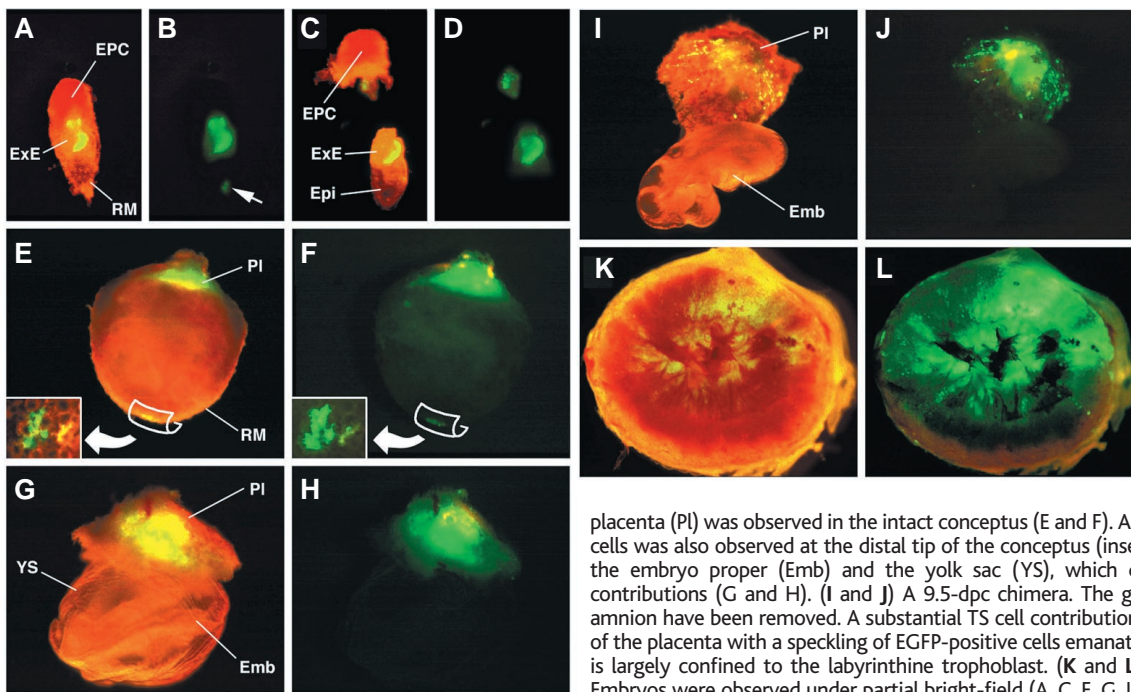 A
B
C
D
EPC
ExE
RM
EPC
ExE
Epi
E
F
Pl
RM
G
H
Pl
YS
Emb
I
J
Pl
Emb
K
L
placenta (Pl) was observed in the intact conceptus (E and F). A
cells was also observed at the distal tip of the conceptus (inse
the embryo proper (Emb) and the yolk sac (YS), which
contributions (G and H). (I and J) A 9.5-dpc chimera. The g
amnion have been removed. A substantial TS cell contribution
of the placenta with a speckling of EGFP-positive cells emanat
is largely confined to the labyrinthine trophoblast. (K and L
Embryos were observed under partial bright-field (A, C, E, G, I